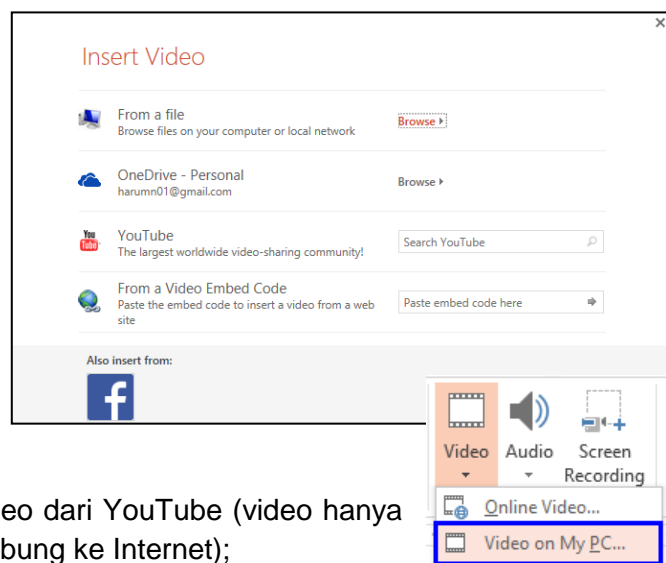 Insert Video
From a file
Browse files on your computer or local network
Browse
OneDrive - Personal
harumn01@gmail.com
Browse
You
Tube
YouTube
The largest worldwide video-sharing community!
Search YouTube
From a Video Embed Code
Paste the embed code to insert a video from a web
site
Paste embed code here
Also insert from:
f
Video Audio Screen
Recording
Online Video...
Video on My PC...
eo dari YouTube (video hanya
bung ke Internet);